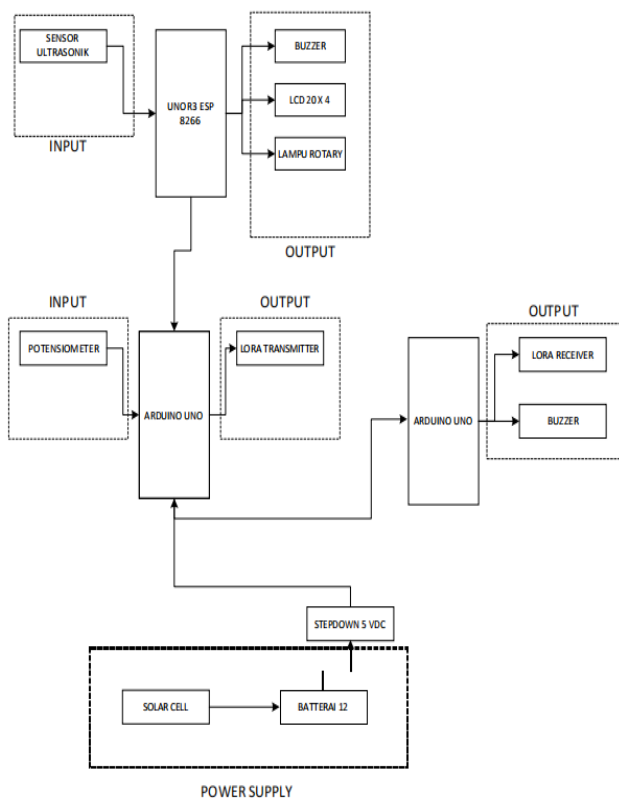 SENSOR
ULTRASONIK
INPUT
UNOR3 ESP
8266
BUZZER
LCD 20 X 4
LAMPU ROTARY
OUTPUT
INPUT
POTENSIOMETER
ARDUINO UNO
OUTPUT
LORA TRANSMITTER
ARDUINO UNO
OUTPUT
LORA RECEIVER
BUZZER
STEPDOWN 5 VDC
SOLAR CELL
BATTERAI 12
POWER SUPPLY